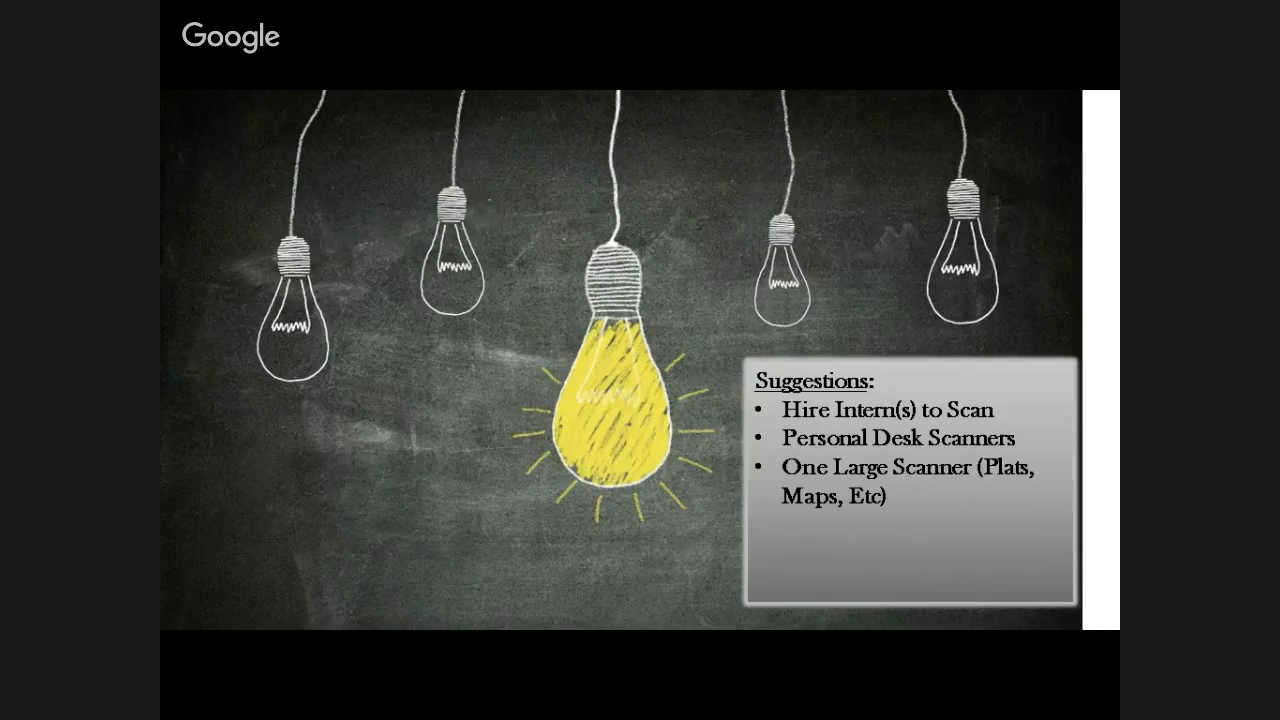 Google
Suggestions:
• Hire Intern(s) to Scan
• Personal Desk Scanners
• One Large Scanner (Plats,
Maps, Etc)